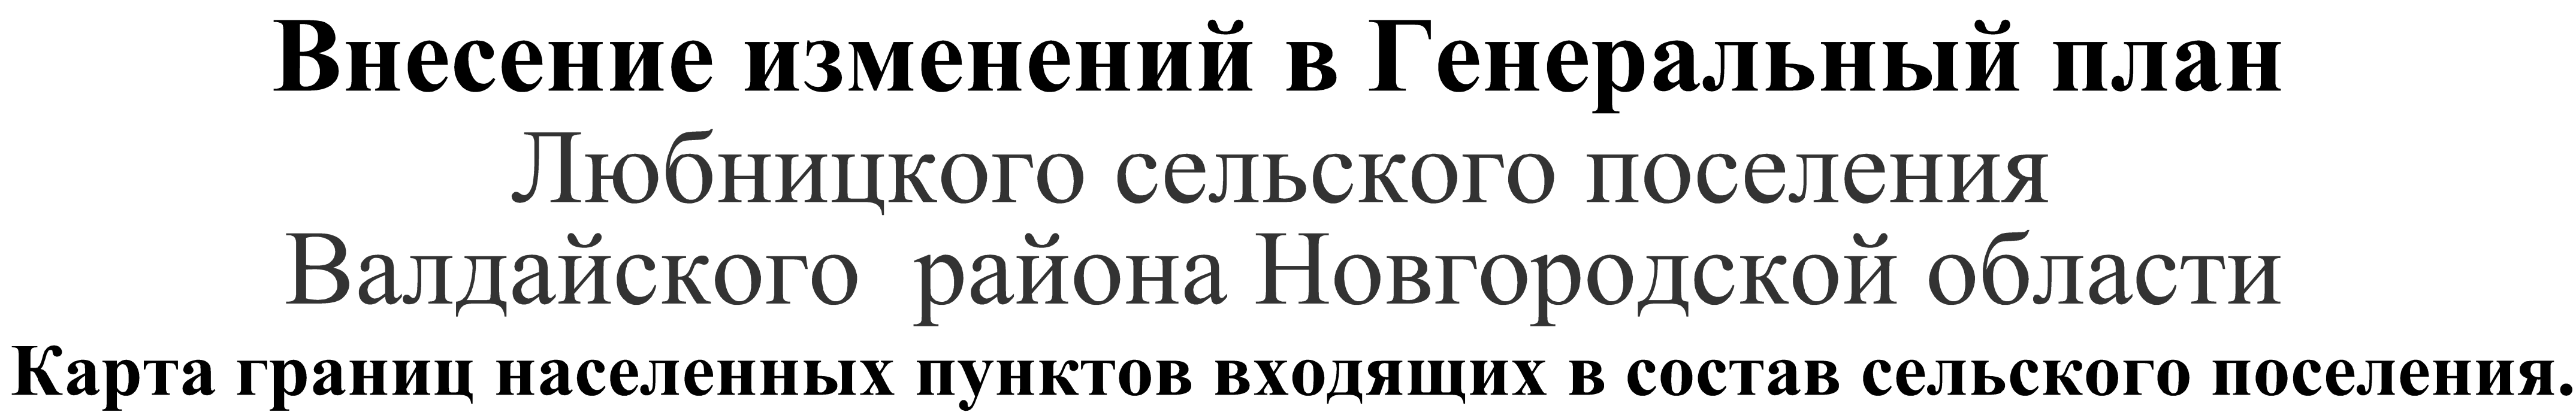 Внесение изменений в Генеральный план
Любницкого сельского поселения
Валдайского  района Новгородской области
Карта границ населенных пунктов входящих в состав сельского поселения.